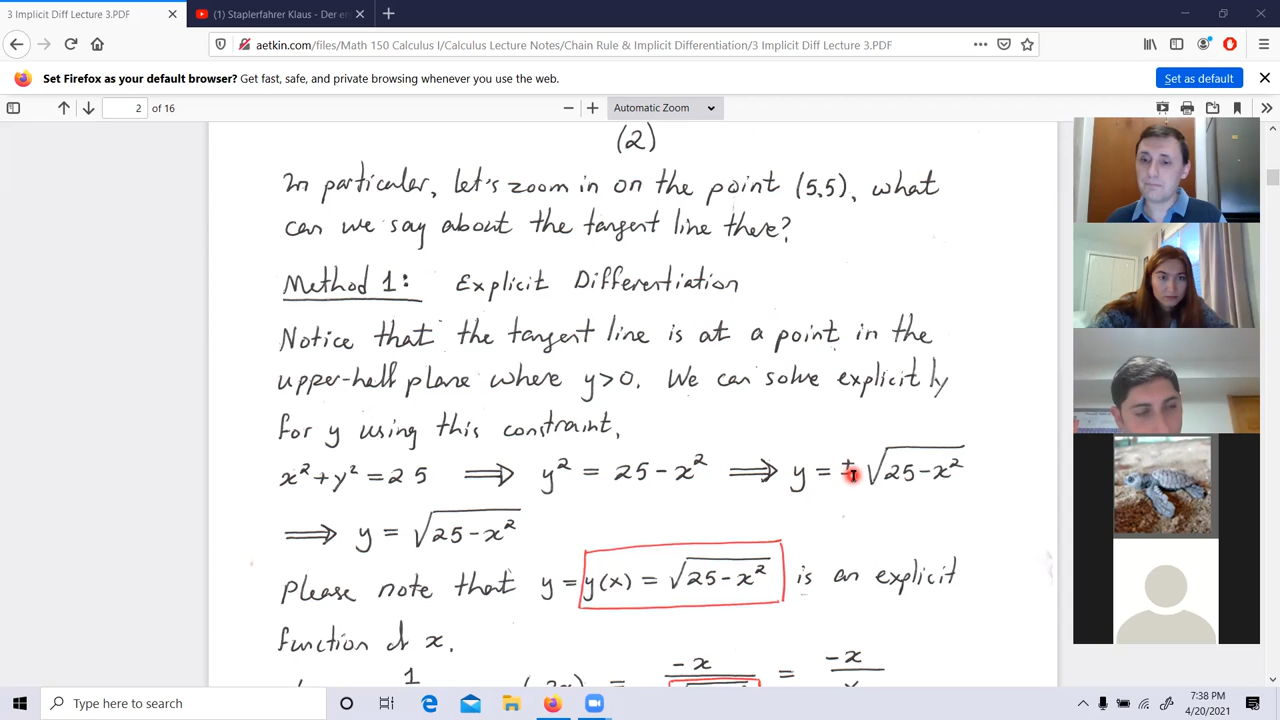 3 Implicit Diff Lecture 3.PDF
(1) Staplerfahrer Klaus - Der er
aetkin.com/files/Math 150 Calculus I/Calculus Lecture Notes/Chain Rule & Implicit Differentiation/3 Implicit Diff Lecture 3.PDF
Set Firefox as your default browser? Get fast, safe, and private browsing whenever you use the web.
Set as default
2 of 16
Automatic Zoom
(2)
In particular, let's zoom in on the point (5,5), what
can we say about the tangent line there?
Method 1: Explicit Differentiation
Notice that the tangent line is at a point in the
upper-half plane where y>0. We can solve explicitly
for y using this constraint.
x² + y² = 25 ⟹ y² = 25 - x² ⟹ y = ± √(25-x²)
⟹ y = √(25-x²)
Please note that y = y(x) = √(25-x²) is an explicit
function of x.
1 -x = -x
Type here to search
7:38 PM
4/20/2021